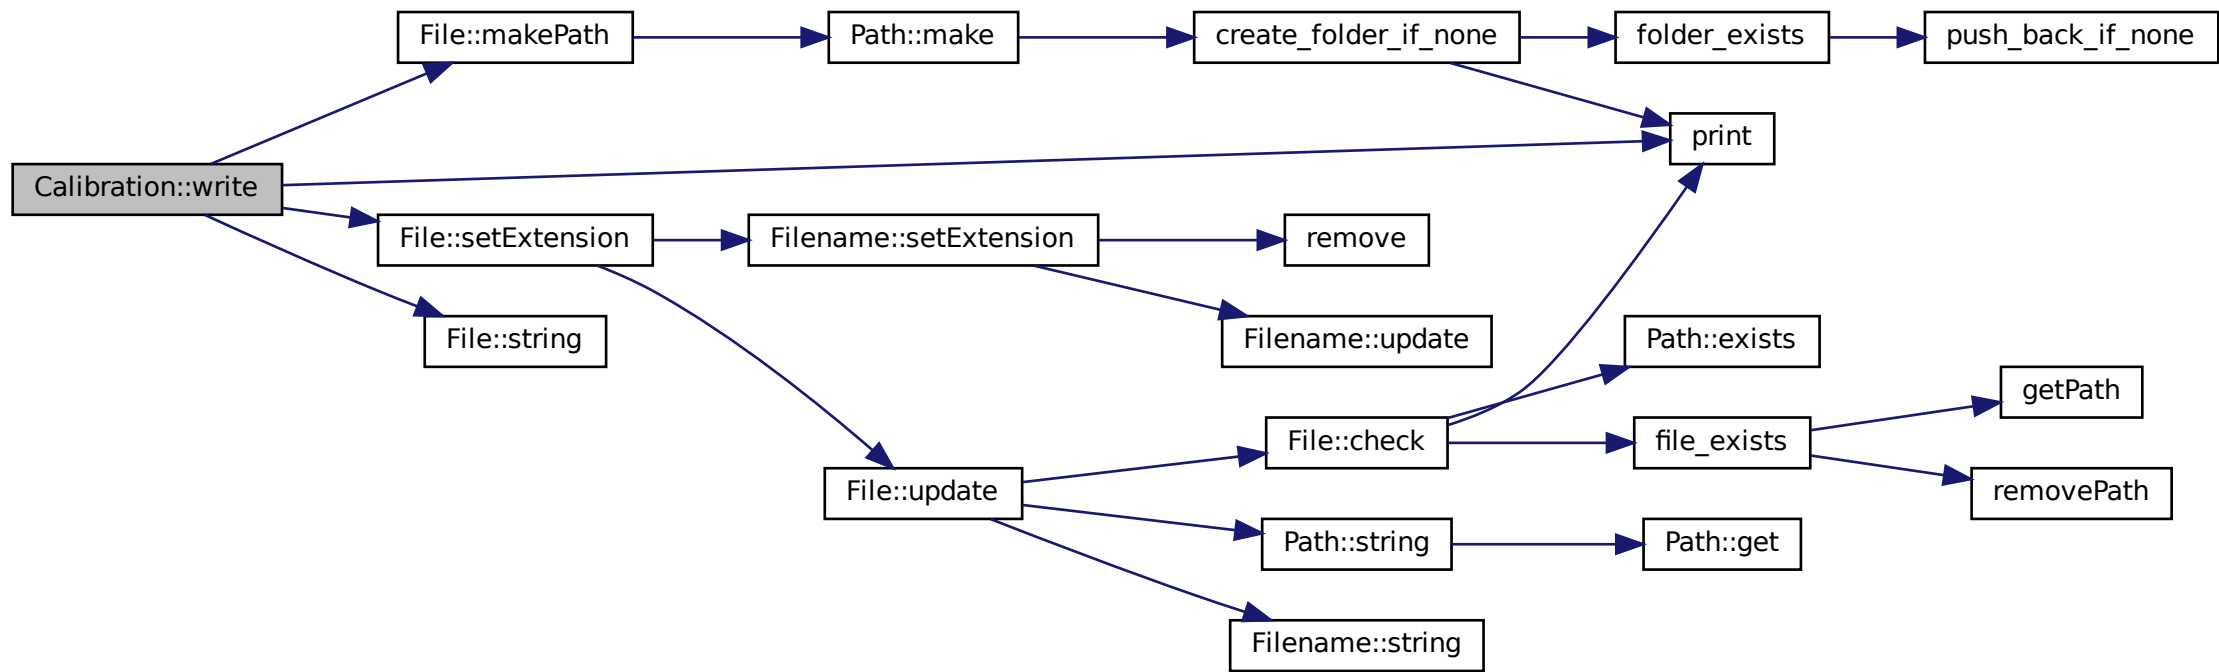 File::makePath
Path::make
create_folder_if_none
folder_exists
push_back_if_none
print
Calibration::write
File::setExtension
Filename::setExtension
remove
File::string
Filename::update
Path::exists
getPath
File::check
file_exists
File::update
removePath
Path::string
Path::get
Filename::string